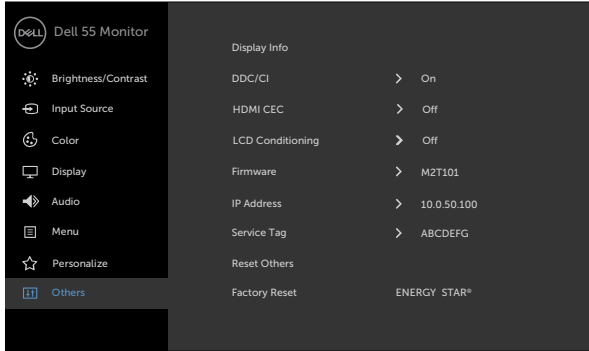 DELL Dell 55 Monitor
Display Info
Brightness/Contrast DDC/CI > On
Input Source HDMI CEC > Off
Color LCD Conditioning > Off
Display Firmware > M2T101
Audio IP Address > 10.0.50.100
Menu Service Tag > ABCDEFG
Personalize Reset Others
Others Factory Reset ENERGY STAR®